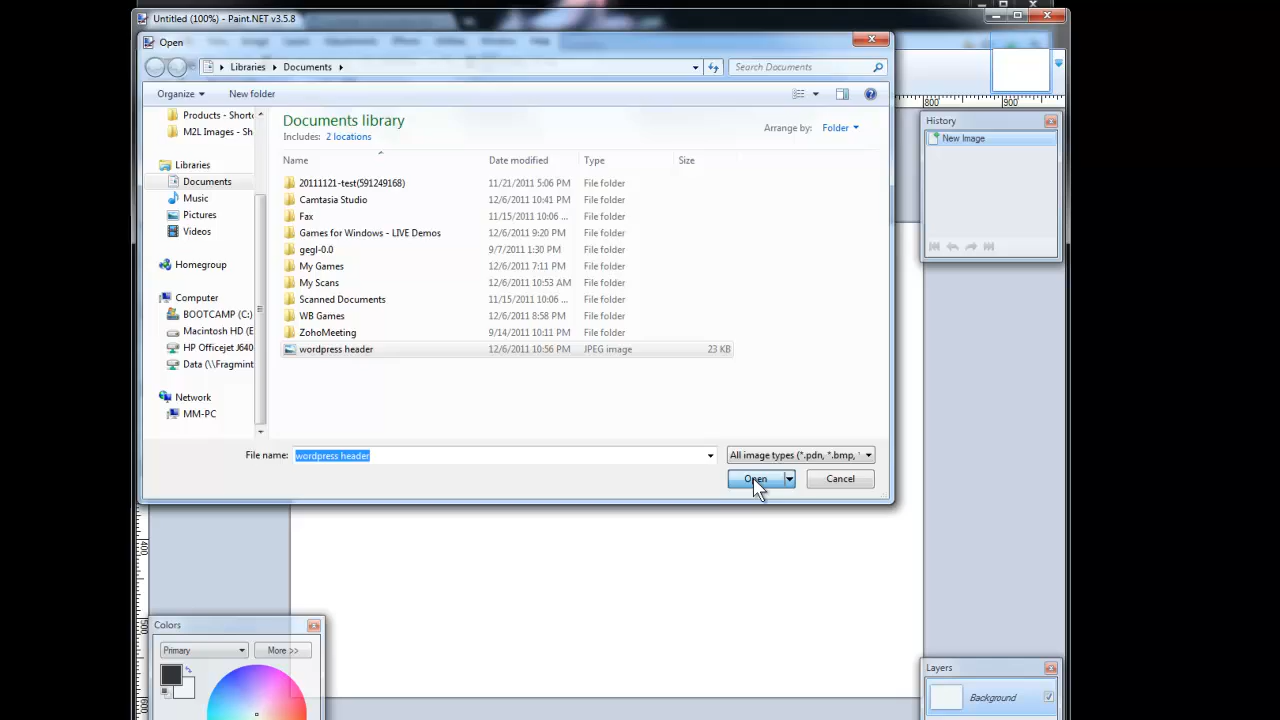 Untitled (100%) - Paint.NET v3.5.8
Open
Libraries Documents
Search Documents
Organize New folder
800 900
Products - Shortc
M2L Images - Sh
Libraries
Documents
Music
Pictures
Videos
Homegroup
Computer
BOOTCAMP (C:)
Macintosh HD (E
HP Officejet J640
Data (\\Fragmint
Network
MM-PC
Documents library
Includes: 2 locations
Arrange by: Folder
Name Date modified Type Size
20111121-test(591249168) 11/21/2011 5:06 PM File folder
Camtasia Studio 12/6/2011 10:41 PM File folder
Fax 11/15/2011 10:06 ... File folder
Games for Windows - LIVE Demos 12/6/2011 9:20 PM File folder
gegl-0.0 9/7/2011 1:30 PM File folder
My Games 12/6/2011 7:11 PM File folder
My Scans 12/6/2011 10:53 AM File folder
Scanned Documents 11/15/2011 10:06 ... File folder
WB Games 12/6/2011 8:58 PM File folder
ZohoMeeting 9/14/2011 10:11 PM File folder
wordpress header 12/6/2011 10:56 PM JPEG image 23 KB
File name: wordpress header All image types (*.pdn, *.bmp, '
Open Cancel
History
New Image
400
500
600
Colors
Primary More >>
Layers
Background